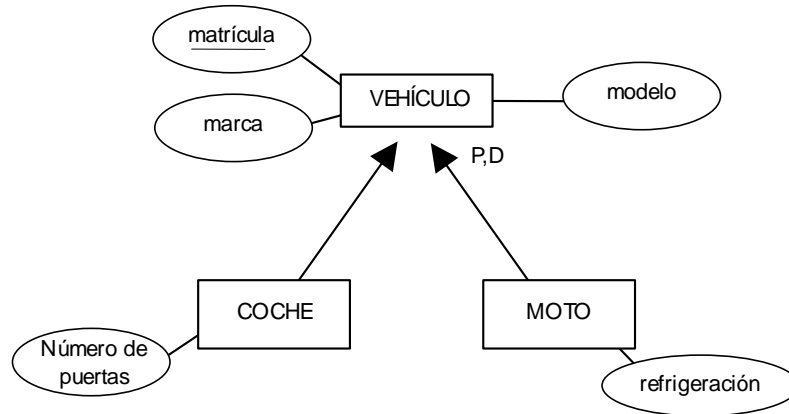 matrícula
VEHÍCULO
modelo
marca
P,D
COCHE
MOTO
Número de
puertas
refrigeración